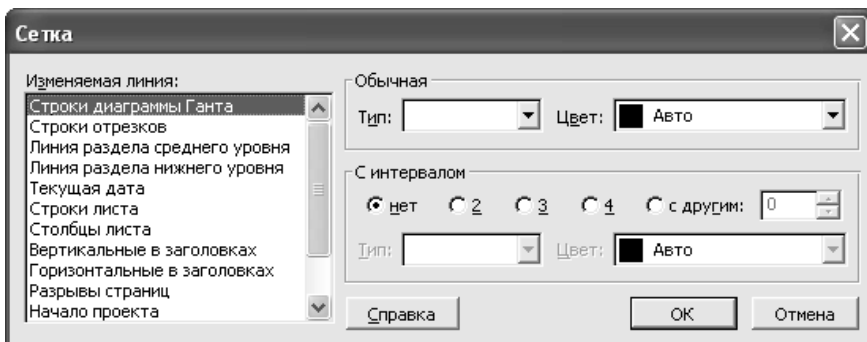 Сетка
Изменяемая линия:
Строки диаграммы Ганта
Строки отрезков
Линия раздела среднего уровня
Линия раздела нижнего уровня
Текущая дата
Строки листа
Столбцы листа
Вертикальные в заголовках
Горизонтальные в заголовках
Разрывы страниц
Начало проекта
Обычная
Тип: Цвет: Авто
С интервалом
нет 2 3 4 с другим: 0
Тип: Цвет: Авто
Справка ОК Отмена